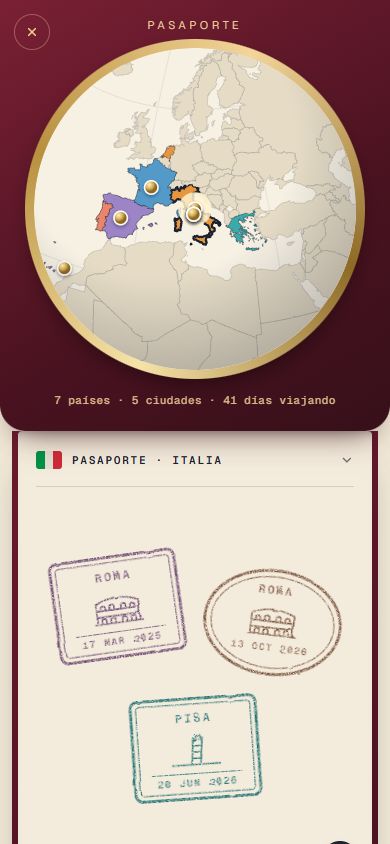 PASAPORTE
7 países · 5 ciudades · 41 días viajando
PASAPORTE · ITALIA
ROMA
17 MAR 2025
ROMA
13 OCT 2026
PISA
20 JUN 2026